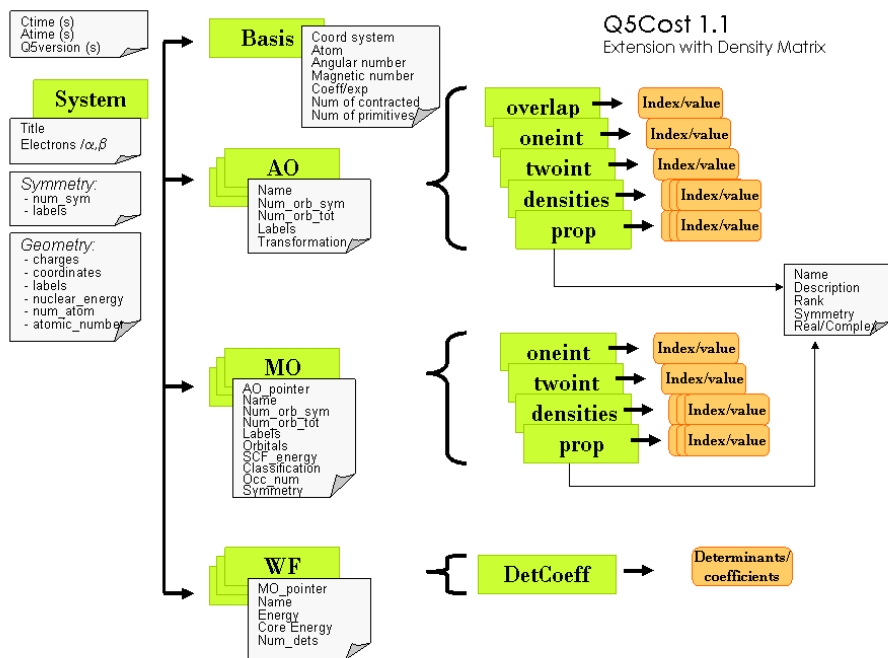 Q5Cost 1.1
Extension with Density Matrix
Ctime (s)
Atime (s)
Q5version (s)
System
Title
Electrons /α,β
Symmetry:
- num_sym
- labels
Geometry:
- charges
- coordinates
- labels
- nuclear_energy
- num_atom
- atomic_number
Basis
Coord system
Atom
Angular number
Magnetic number
Coeff/exp
Num of contracted
Num of primitives
AO
Name
Num_orb_sym
Num_orb_tot
Labels
Transformation
overlap
Index/value
oneint
Index/value
twoint
Index/value
densities
Index/value
prop
Index/value
Name
Description
Rank
Symmetry
Real/Complex
MO
AO_pointer
Name
Num_orb_sym
Num_orb_tot
Labels
Orbitals
SCF_energy
Classification
Occ_num
Symmetry
oneint
Index/value
twoint
Index/value
densities
Index/value
prop
Index/value
WF
MO_pointer
Name
Energy
Core Energy
Num_dets
DetCoeff
Determinants/
coefficients